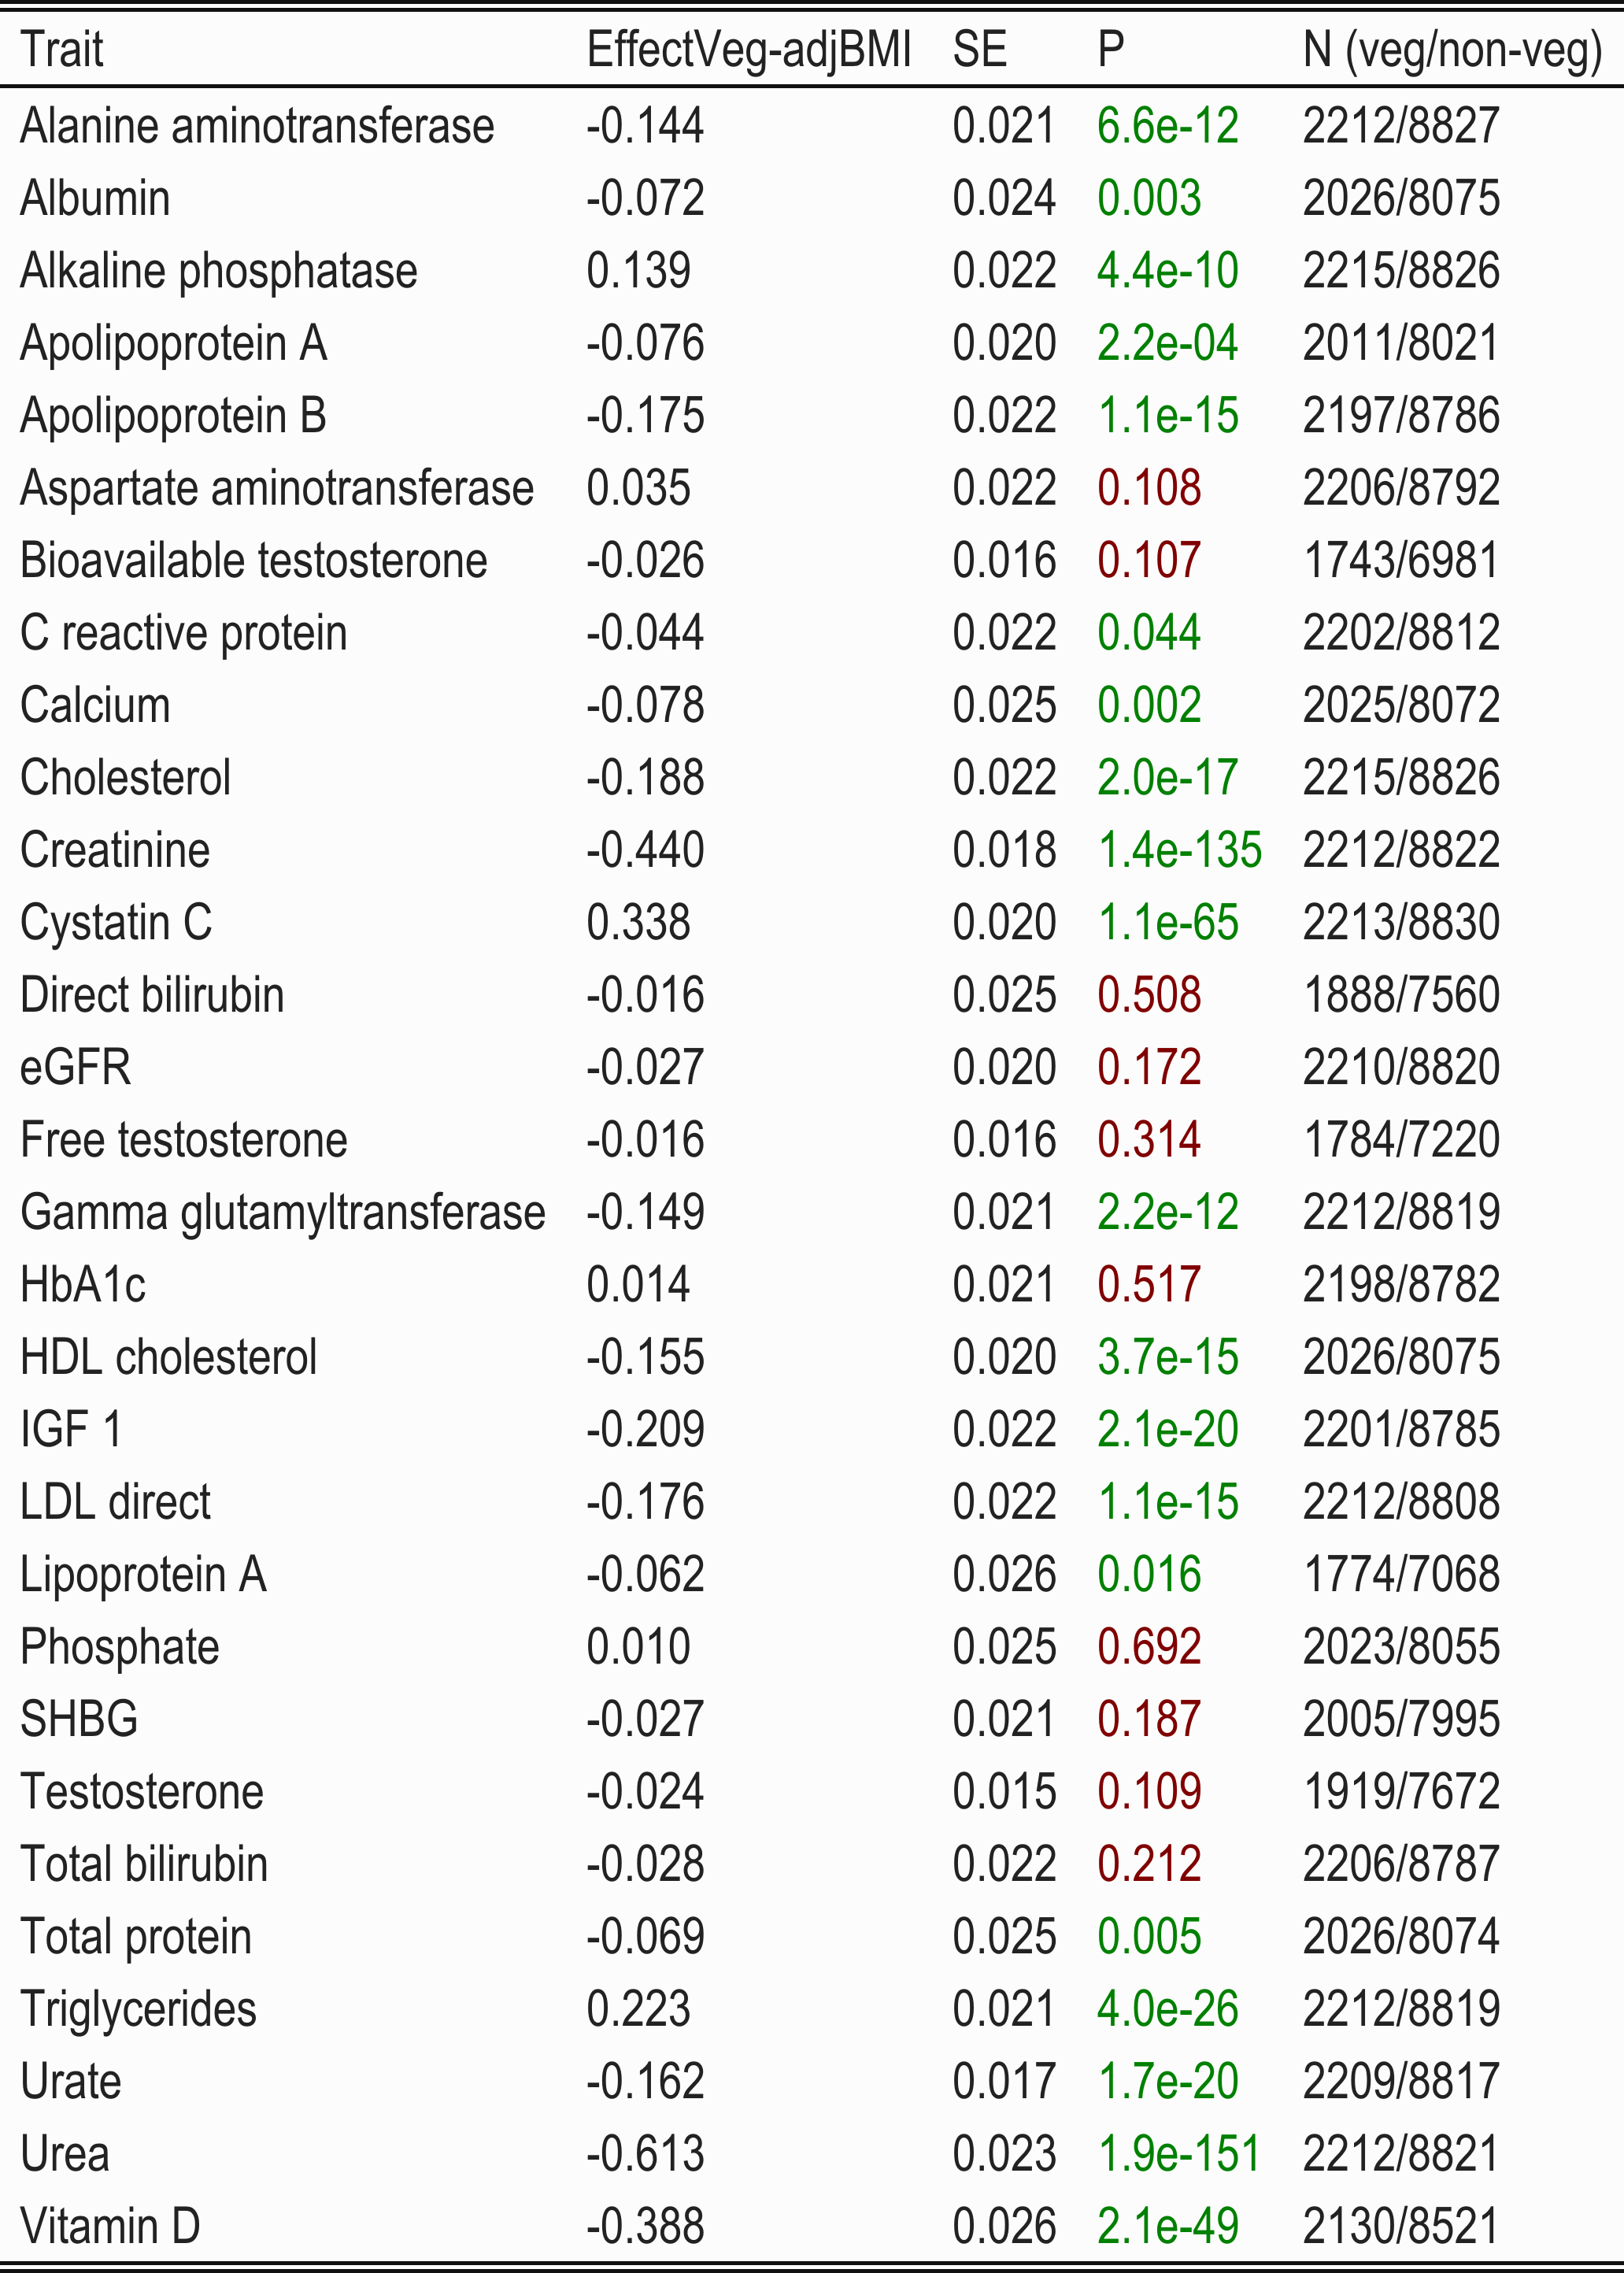 Trait EffectVeg-adjBMI SE P N (veg/non-veg)
Alanine aminotransferase -0.144 0.021 6.6e-12 2212/8827
Albumin -0.072 0.024 0.003 2026/8075
Alkaline phosphatase 0.139 0.022 4.4e-10 2215/8826
Apolipoprotein A -0.076 0.020 2.2e-04 2011/8021
Apolipoprotein B -0.175 0.022 1.1e-15 2197/8786
Aspartate aminotransferase 0.035 0.022 0.108 2206/8792
Bioavailable testosterone -0.026 0.016 0.107 1743/6981
C reactive protein -0.044 0.022 0.044 2202/8812
Calcium -0.078 0.025 0.002 2025/8072
Cholesterol -0.188 0.022 2.0e-17 2215/8826
Creatinine -0.440 0.018 1.4e-135 2212/8822
Cystatin C 0.338 0.020 1.1e-65 2213/8830
Direct bilirubin -0.016 0.025 0.508 1888/7560
eGFR -0.027 0.020 0.172 2210/8820
Free testosterone -0.016 0.016 0.314 1784/7220
Gamma glutamyltransferase -0.149 0.021 2.2e-12 2212/8819
HbA1c 0.014 0.021 0.517 2198/8782
HDL cholesterol -0.155 0.020 3.7e-15 2026/8075
IGF 1 -0.209 0.022 2.1e-20 2201/8785
LDL direct -0.176 0.022 1.1e-15 2212/8808
Lipoprotein A -0.062 0.026 0.016 1774/7068
Phosphate 0.010 0.025 0.692 2023/8055
SHBG -0.027 0.021 0.187 2005/7995
Testosterone -0.024 0.015 0.109 1919/7672
Total bilirubin -0.028 0.022 0.212 2206/8787
Total protein -0.069 0.025 0.005 2026/8074
Triglycerides 0.223 0.021 4.0e-26 2212/8819
Urate -0.162 0.017 1.7e-20 2209/8817
Urea -0.613 0.023 1.9e-151 2212/8821
Vitamin D -0.388 0.026 2.1e-49 2130/8521